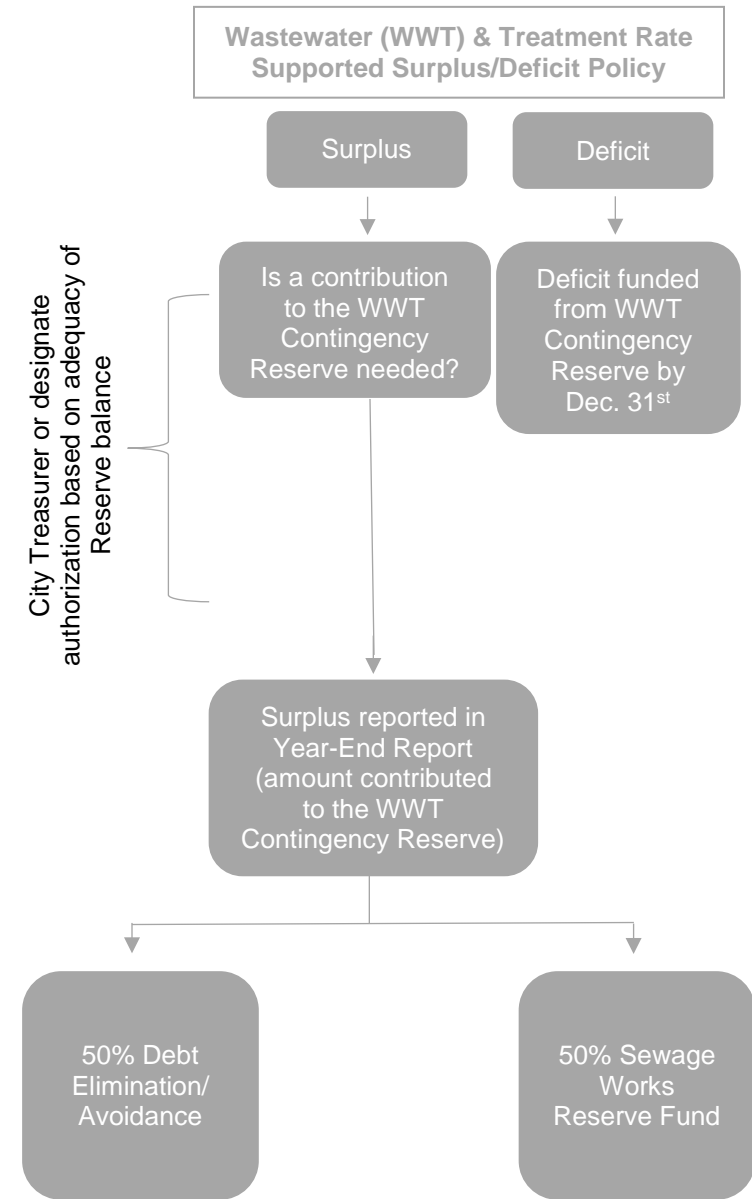 Wastewater (WWT) & Treatment Rate
Supported Surplus/Deficit Policy
Surplus
Deficit
City Treasurer or designate
authorization based on adequacy of
Reserve balance
Is a contribution
to the WWT
Contingency
Reserve needed?
Deficit funded
from WWT
Contingency
Reserve by
Dec. 31st
Surplus reported in
Year-End Report
(amount contributed
to the WWT
Contingency Reserve)
50% Debt
Elimination/
Avoidance
50% Sewage
Works
Reserve Fund